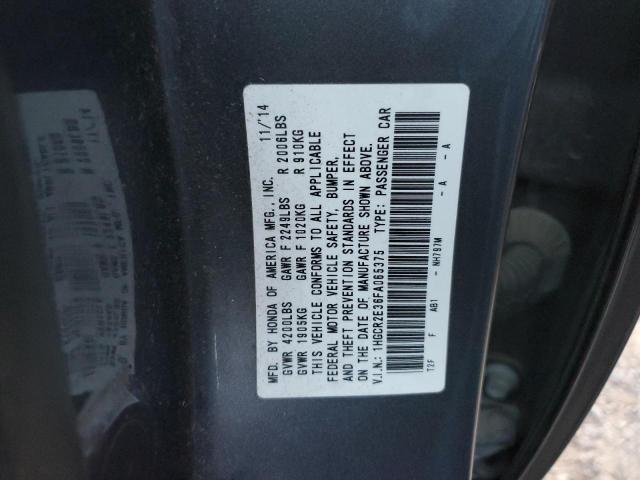 MFD. BY HONDA OF AMERICA MFG., INC. 11/'14
GVWR 4200LBS GAWR F 2249LBS R 2006LBS
GVWR 1905KG GAWR F 1020KG R 910KG
THIS VEHICLE CONFORMS TO ALL APPLICABLE
FEDERAL MOTOR VEHICLE SAFETY, BUMPER,
AND THEFT PREVENTION STANDARDS IN EFFECT
ON THE DATE OF MANUFACTURE SHOWN ABOVE.
V.I.N.: 1HGCR2E36FA065375 TYPE: PASSENGER CAR
T2F F AB1 - NH797M - A - A